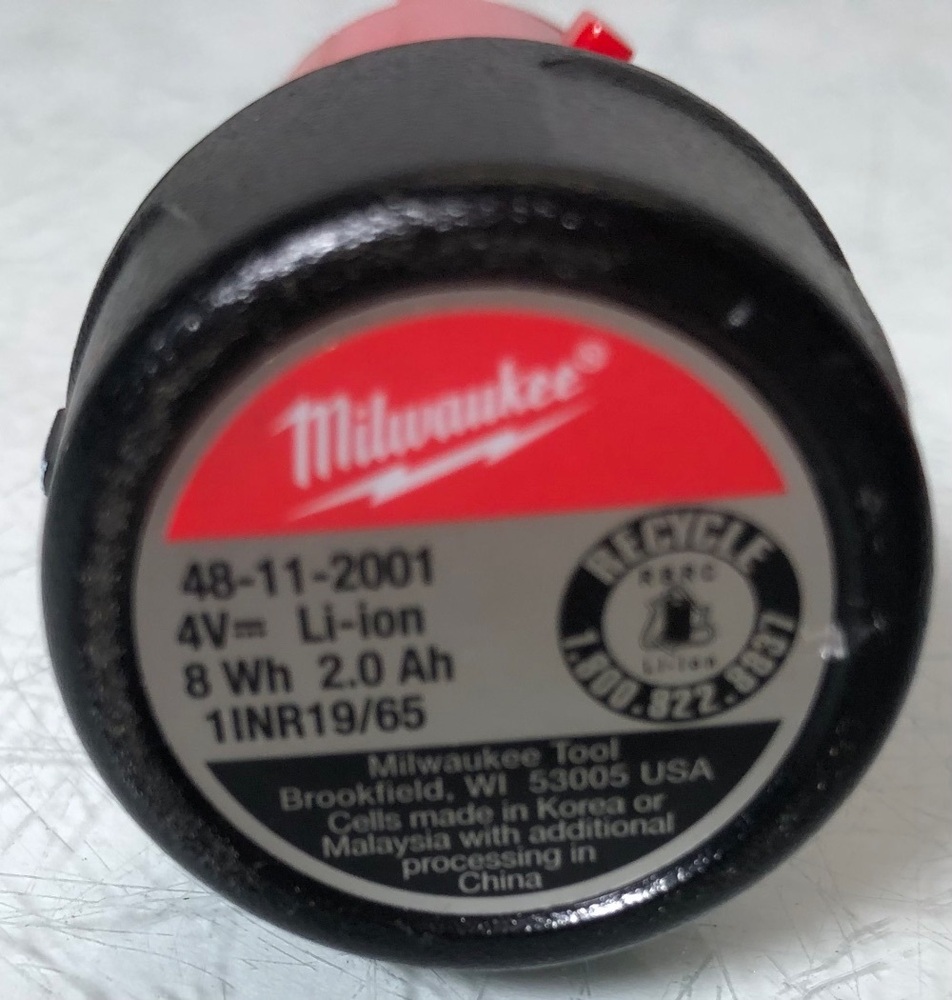 Milwaukee®
48-11-2001
4V⎓ Li-ion
8 Wh 2.0 Ah
1INR19/65
RECYCLE
RBRC
Li-ion
1.800.822.8837
Milwaukee Tool
Brookfield, WI 53005 USA
Cells made in Korea or
Malaysia with additional
processing in
China